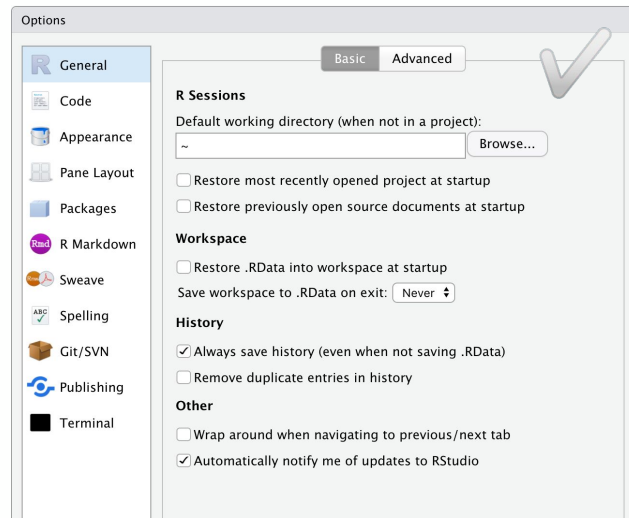 Options
General
Code
Appearance
Pane Layout
Packages
Rmd R Markdown
Sweave
ABC Spelling
Git/SVN
Publishing
Terminal
Basic Advanced
R Sessions
Default working directory (when not in a project):
~ Browse...
Restore most recently opened project at startup
Restore previously open source documents at startup
Workspace
Restore .RData into workspace at startup
Save workspace to .RData on exit: Never
History
Always save history (even when not saving .RData)
Remove duplicate entries in history
Other
Wrap around when navigating to previous/next tab
Automatically notify me of updates to RStudio